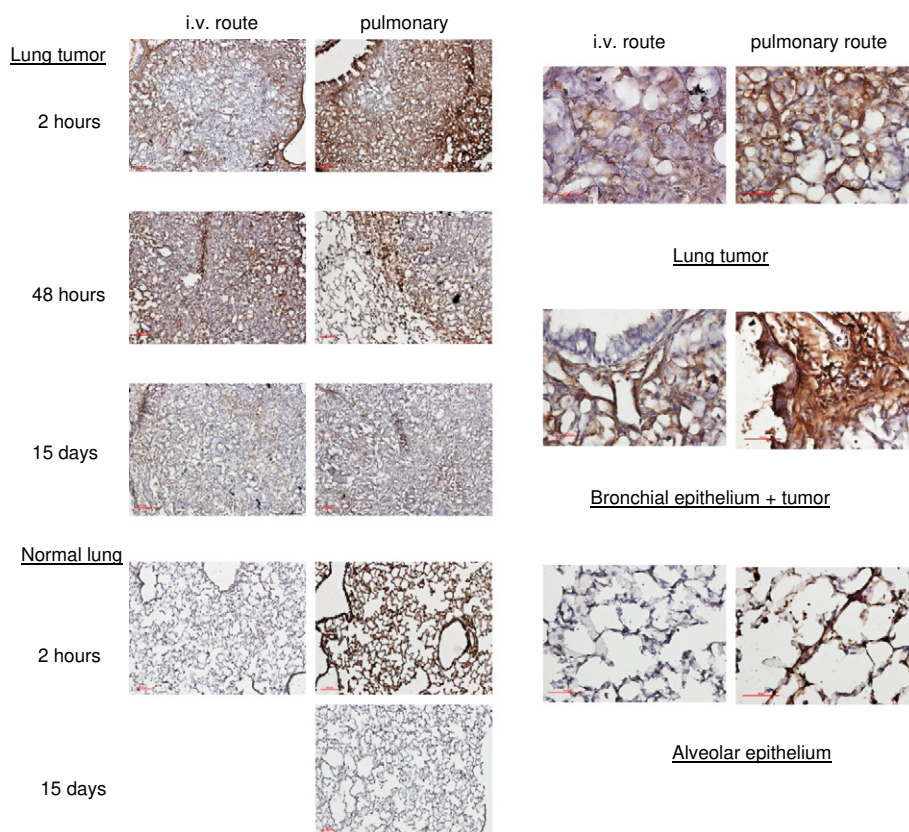 i.v. route pulmonary
Lung tumor
2 hours
48 hours
15 days
Normal lung
2 hours
15 days
i.v. route pulmonary route
Lung tumor
Bronchial epithelium + tumor
Alveolar epithelium